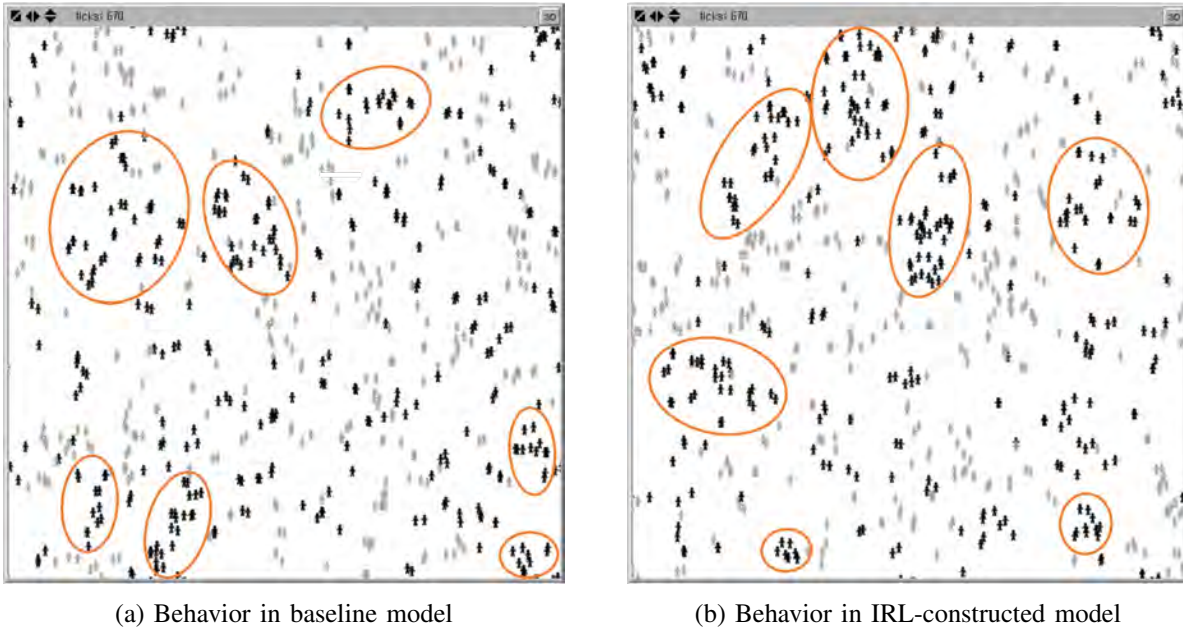 ticks: 670
3D
ticks: 670
3D
(a) Behavior in baseline model
(b) Behavior in IRL-constructed model